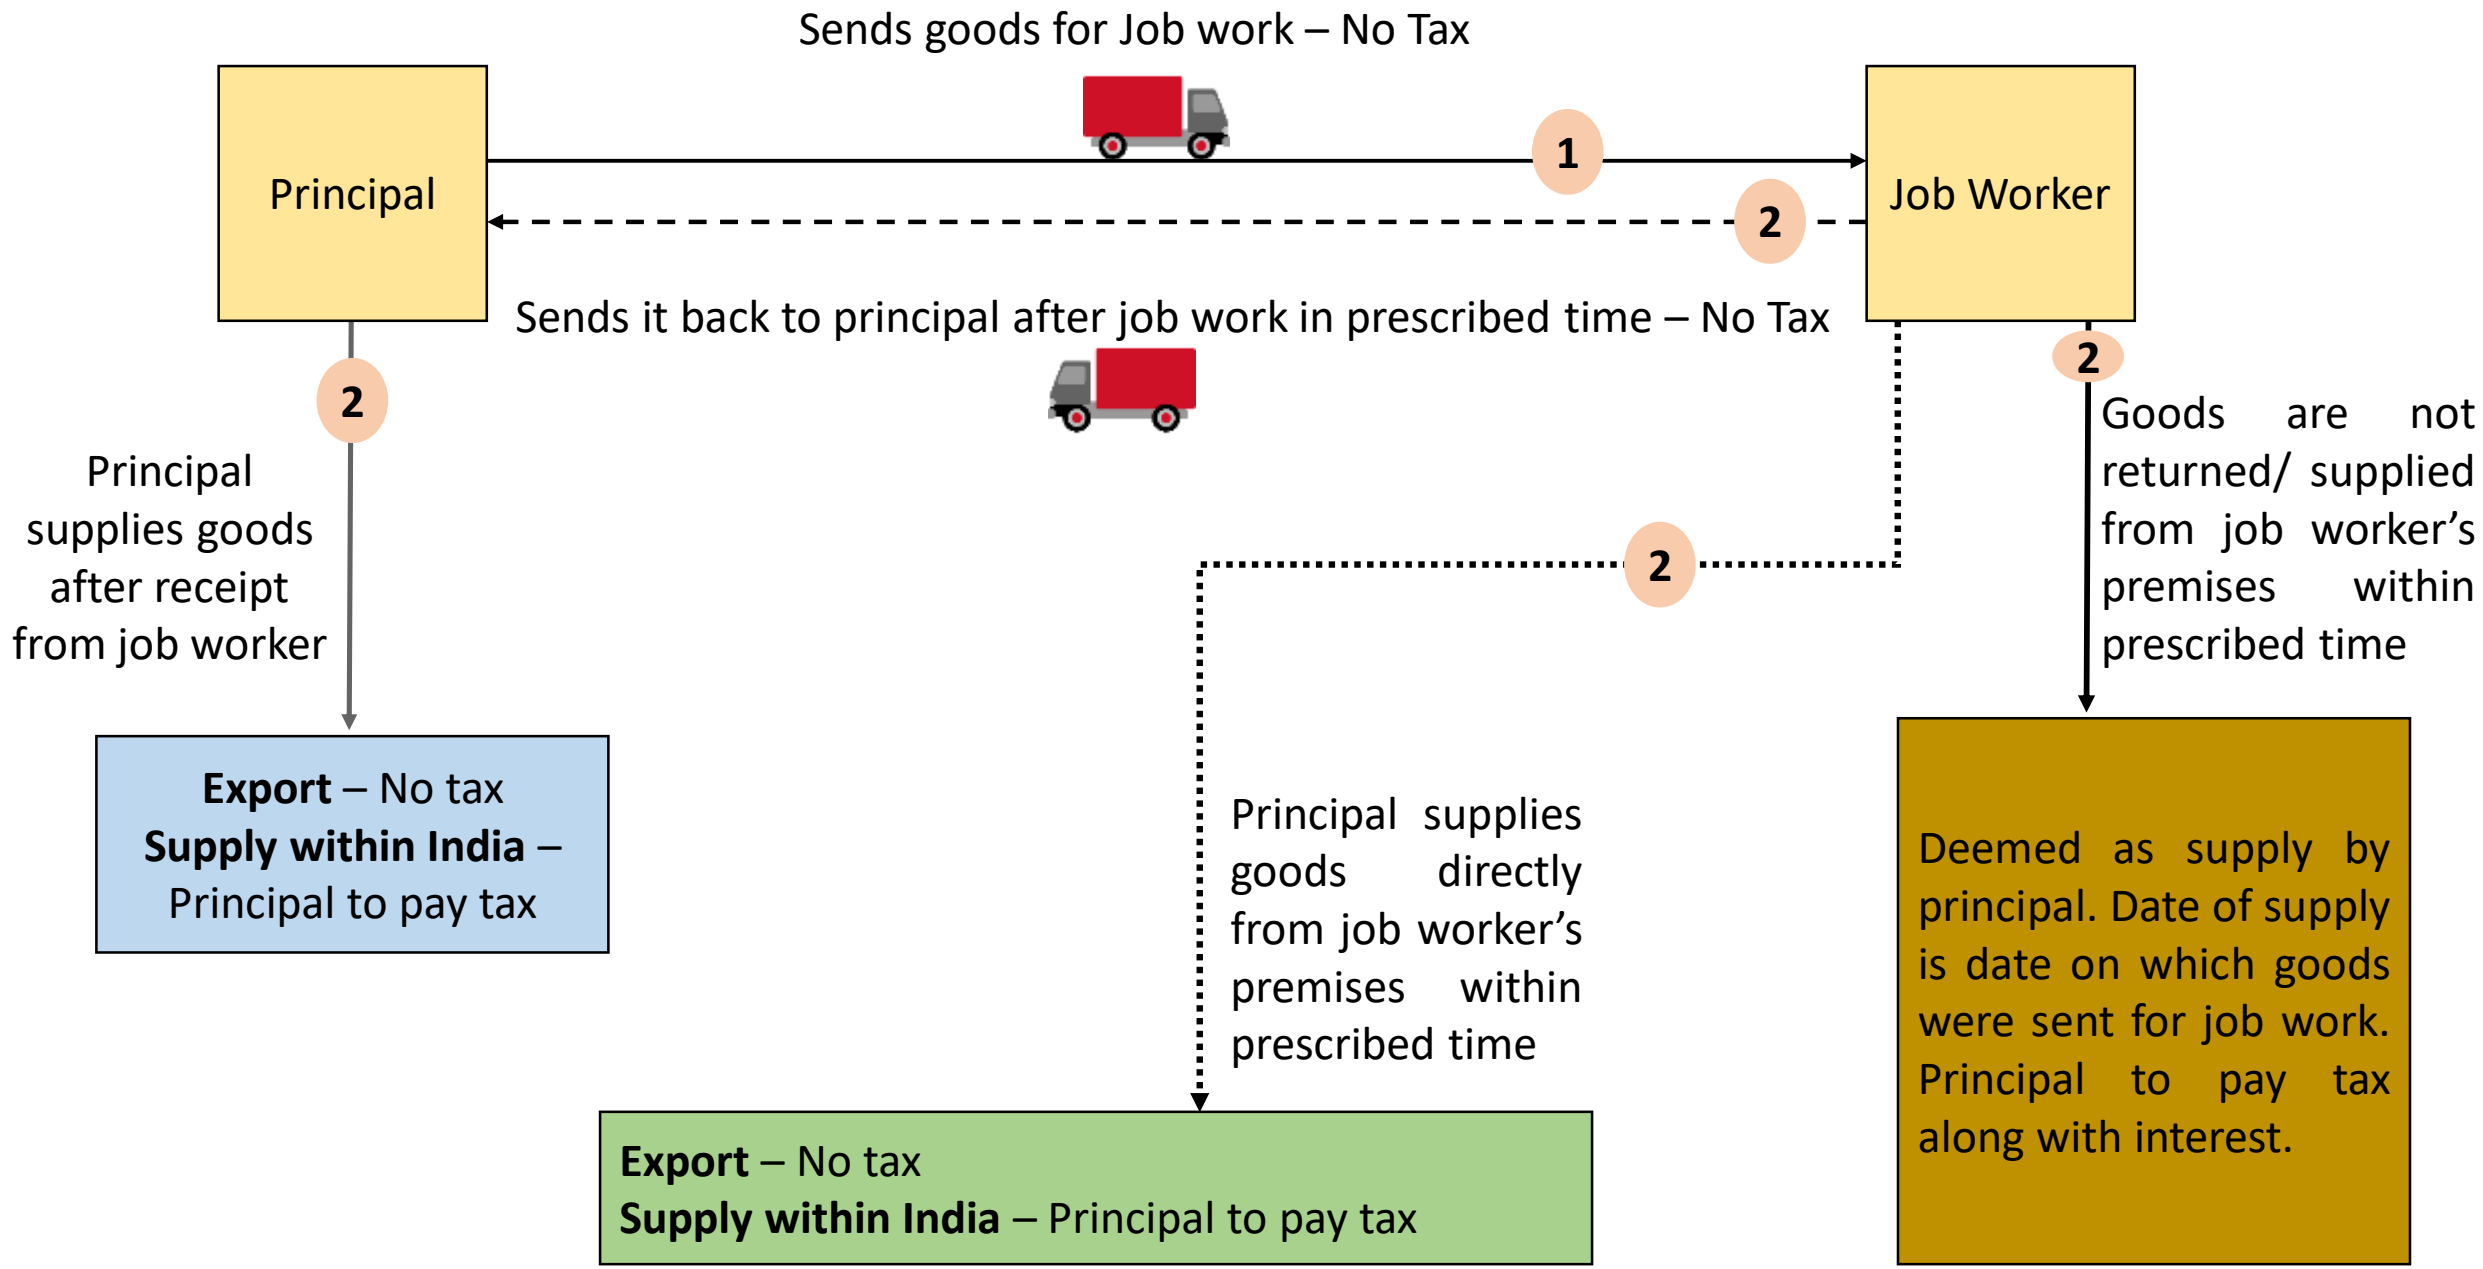 Sends goods for Job work – No Tax
Principal
1
Job Worker
2
Sends it back to principal after job work in prescribed time – No Tax
2
Principal
supplies goods
after receipt
from job worker
2
Goods are not
returned/ supplied
from job worker’s
premises within
prescribed time
2
Export – No tax
Supply within India –
Principal to pay tax
Principal supplies
goods directly
from job worker’s
premises within
prescribed time
Deemed as supply by
principal. Date of supply
is date on which goods
were sent for job work.
Principal to pay tax
along with interest.
Export – No tax
Supply within India – Principal to pay tax